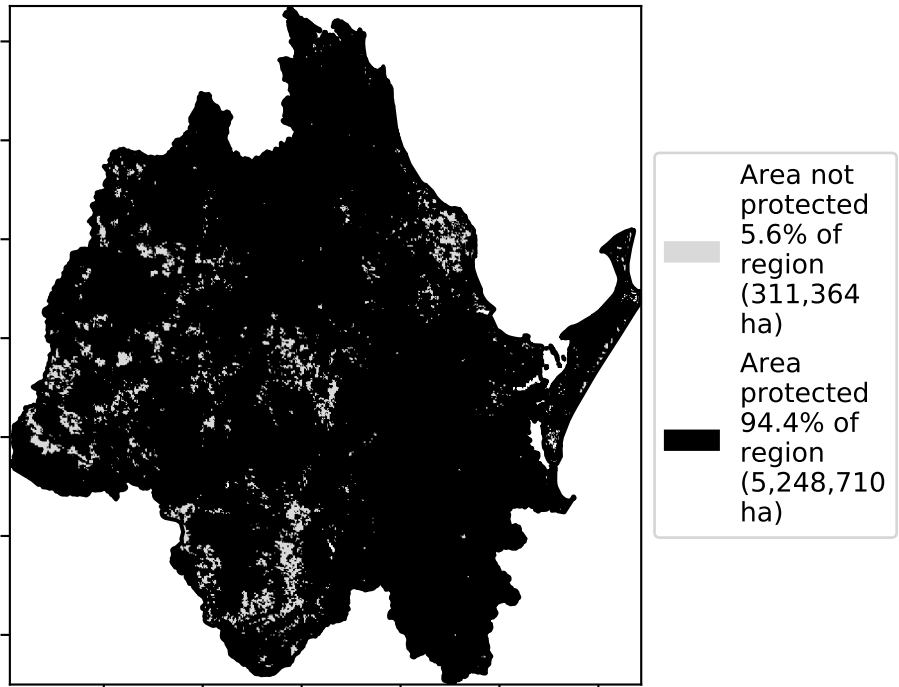 Area not
protected
5.6% of
region
(311,364
ha)
Area
protected
94.4% of
region
(5,248,710
ha)